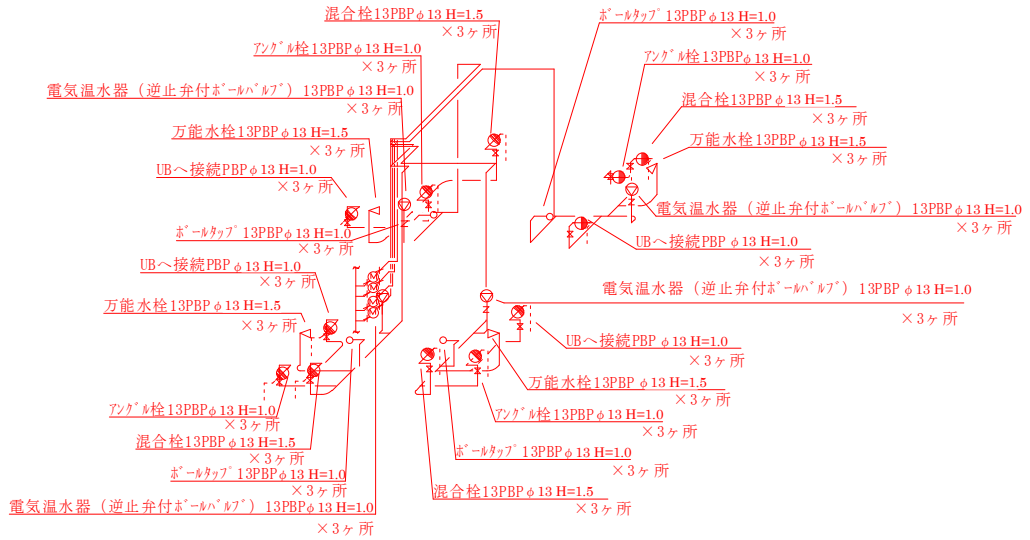 混合栓13PBPφ13 H=1.5
×3ヶ所
ﾎﾞｰﾙﾀｯﾌﾟ13PBPφ13 H=1.0
×3ヶ所
ｱﾝｸﾞﾙ栓13PBPφ13 H=1.0
×3ヶ所
ｱﾝｸﾞﾙ栓13PBPφ13 H=1.0
×3ヶ所
電気温水器（逆止弁付ﾎﾞｰﾙﾊﾞﾙﾌﾞ）13PBPφ13 H=1.0
×3ヶ所
混合栓13PBPφ13 H=1.5
×3ヶ所
万能水栓13PBPφ13 H=1.5
×3ヶ所
万能水栓13PBPφ13 H=1.5
×3ヶ所
UBへ接続PBPφ13 H=1.0
×3ヶ所
電気温水器（逆止弁付ﾎﾞｰﾙﾊﾞﾙﾌﾞ）13PBPφ13 H=1.0
×3ヶ所
ﾎﾞｰﾙﾀｯﾌﾟ13PBPφ13 H=1.0
×3ヶ所
UBへ接続PBPφ13 H=1.0
×3ヶ所
UBへ接続PBPφ13 H=1.0
×3ヶ所
電気温水器（逆止弁付ﾎﾞｰﾙﾊﾞﾙﾌﾞ）13PBPφ13 H=1.0
×3ヶ所
万能水栓13PBPφ13 H=1.5
×3ヶ所
UBへ接続PBPφ13 H=1.0
×3ヶ所
万能水栓13PBPφ13 H=1.5
×3ヶ所
ｱﾝｸﾞﾙ栓13PBPφ13 H=1.0
×3ヶ所
ｱﾝｸﾞﾙ栓13PBPφ13 H=1.0
×3ヶ所
混合栓13PBPφ13 H=1.5
×3ヶ所
ﾎﾞｰﾙﾀｯﾌﾟ13PBPφ13 H=1.0
×3ヶ所
ﾎﾞｰﾙﾀｯﾌﾟ13PBPφ13 H=1.0
×3ヶ所
混合栓13PBPφ13 H=1.5
×3ヶ所
電気温水器（逆止弁付ﾎﾞｰﾙﾊﾞﾙﾌﾞ）13PBPφ13 H=1.0
×3ヶ所